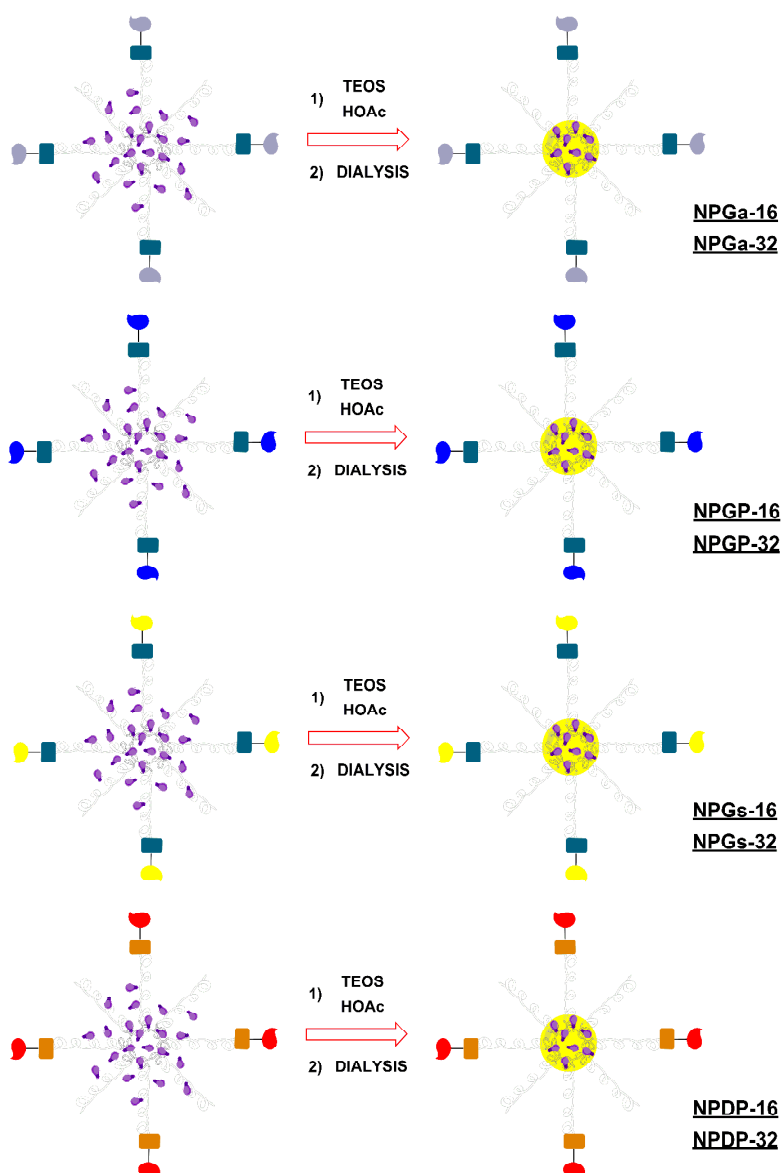 TEOS
1)
HOAc
2) DIALYSIS
NPGa-16
NPGa-32
TEOS
1)
HOAc
2) DIALYSIS
NPGP-16
NPGP-32
TEOS
1)
HOAc
2) DIALYSIS
NPGs-16
NPGs-32
TEOS
1)
HOAc
2) DIALYSIS
NPDP-16
NPDP-32